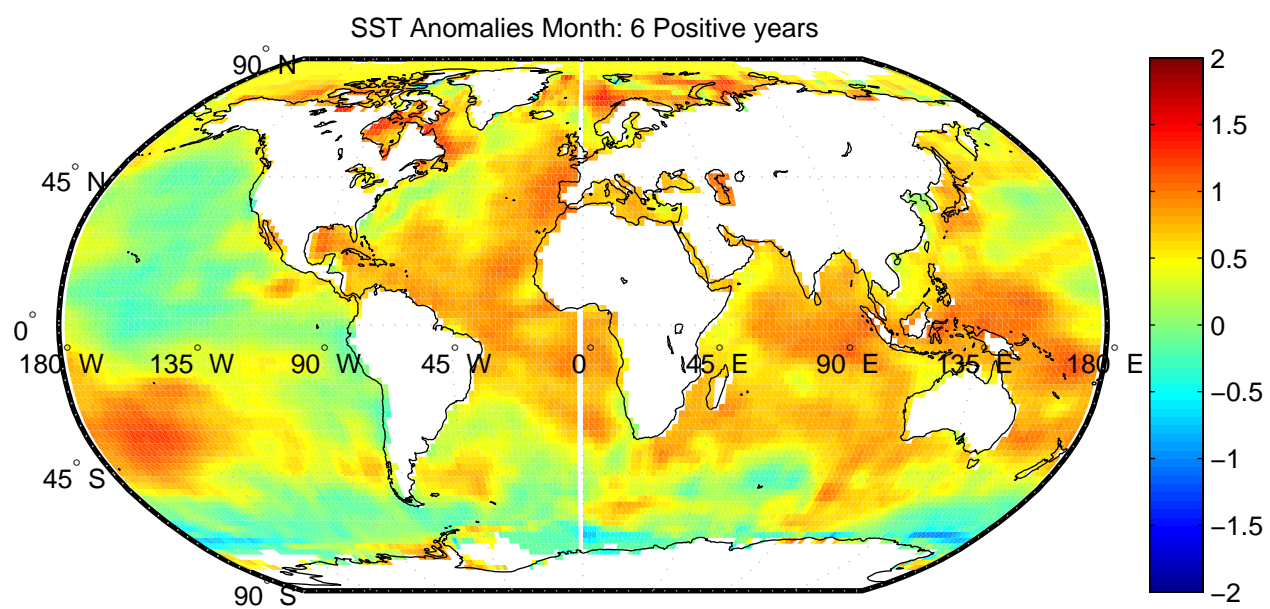 SST Anomalies Month: 6 Positive years
90° N
45° N
0°
180° W 135° W 90° W 45° W 0° 45° E 90° E 135° E 180° E
45° S
90° S
2
1.5
1
0.5
0
−0.5
−1
−1.5
−2